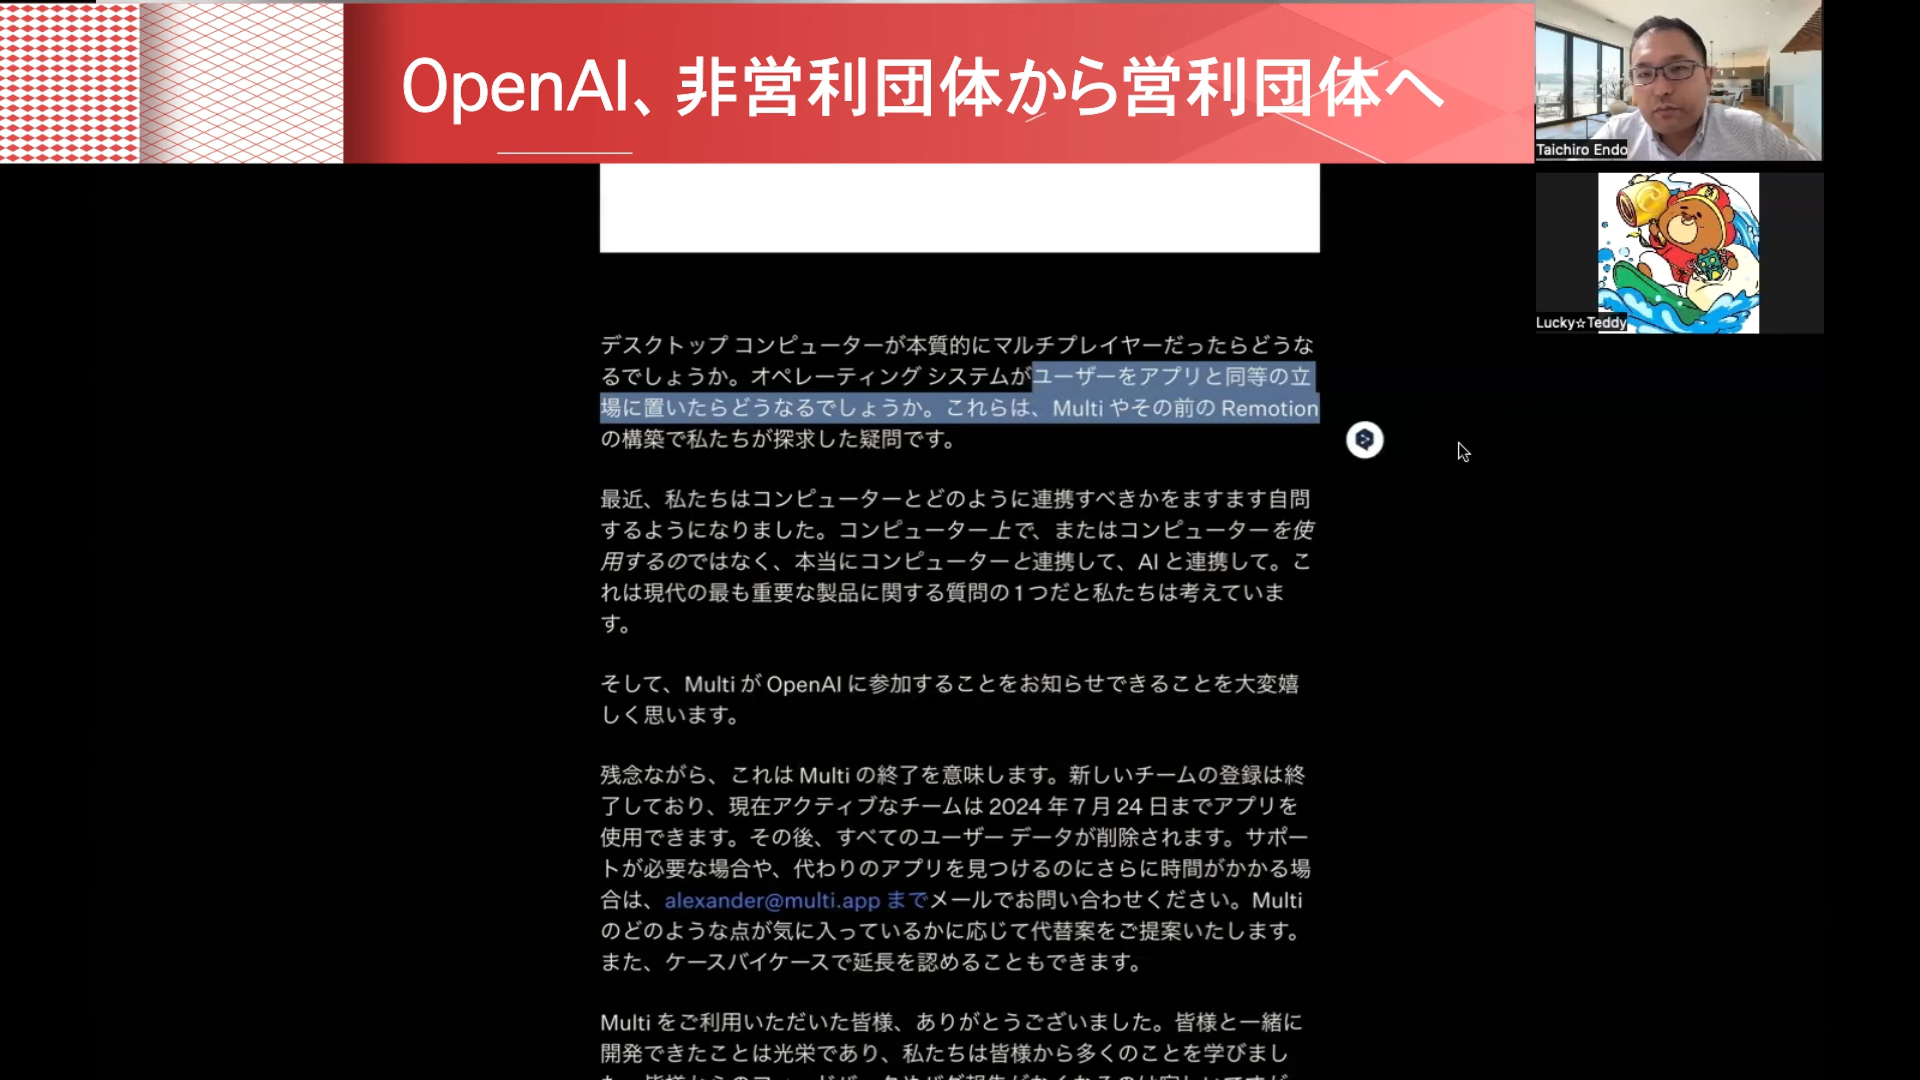 OpenAI、非営利団体から営利団体へ
Taichiro Endo
Lucky☆Teddy
デスクトップ コンピューターが本質的にマルチプレイヤーだったらどうな
るでしょうか。オペレーティング システムがユーザーをアプリと同等の立
場に置いたらどうなるでしょうか。これらは、Multi やその前の Remotion
の構築で私たちが探求した疑問です。
最近、私たちはコンピューターとどのように連携すべきかをますます自問
するようになりました。コンピューター上で、またはコンピューターを使
用するのではなく、本当にコンピューターと連携して、AI と連携して。こ
れは現代の最も重要な製品に関する質問の 1 つだと私たちは考えていま
す。
そして、Multi が OpenAI に参加することをお知らせできることを大変嬉
しく思います。
残念ながら、これは Multi の終了を意味します。新しいチームの登録は終
了しており、現在アクティブなチームは 2024 年 7 月 24 日までアプリを
使用できます。その後、すべてのユーザー データが削除されます。サポー
トが必要な場合や、代わりのアプリを見つけるのにさらに時間がかかる場
合は、alexander@multi.app までメールでお問い合わせください。Multi
のどのような点が気に入っているかに応じて代替案をご提案いたします。
また、ケースバイケースで延長を認めることもできます。
Multi をご利用いただいた皆様、ありがとうございました。皆様と一緒に
開発できたことは光栄であり、私たちは皆様から多くのことを学びまし